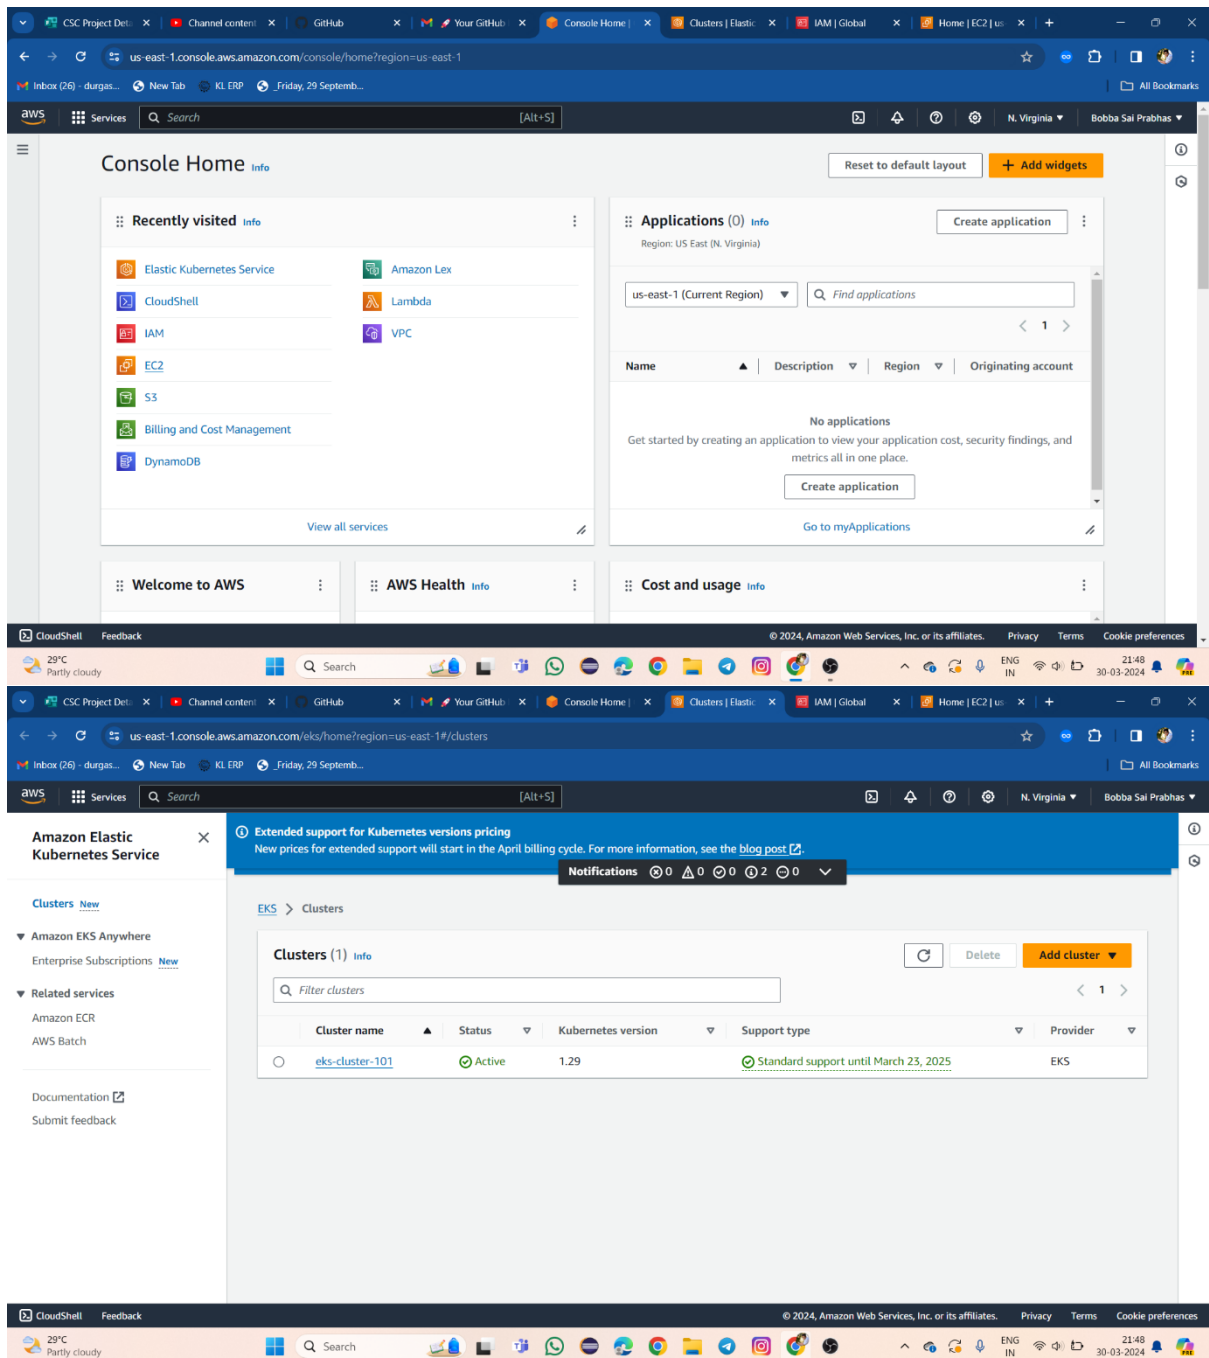 CSC Project Deta
Channel content
GitHub
Your GitHub
Console Home |
Clusters | Elastic
IAM | Global
Home | EC2 | us
us-east-1.console.aws.amazon.com/console/home?region=us-east-1
Inbox (26) - durgas...
New Tab
KL ERP
_Friday, 29 Septemb...
All Bookmarks
aws
Services
Search
[Alt+S]
N. Virginia
Bobba Sai Prabhas
Console Home Info
Reset to default layout
+ Add widgets
Recently visited Info
Elastic Kubernetes Service
Amazon Lex
CloudShell
Lambda
IAM
VPC
EC2
S3
Billing and Cost Management
DynamoDB
View all services
Applications (0) Info
Create application
Region: US East (N. Virginia)
us-east-1 (Current Region)
Find applications
1
Name
Description
Region
Originating account
No applications
Get started by creating an application to view your application cost, security findings, and
metrics all in one place.
Create application
Go to myApplications
Welcome to AWS
AWS Health Info
Cost and usage Info
CloudShell
Feedback
© 2024, Amazon Web Services, Inc. or its affiliates.
Privacy
Terms
Cookie preferences
29°C
Partly cloudy
Search
ENG
IN
21:48
30-03-2024
CSC Project Deta
Channel content
GitHub
Your GitHub
Console Home |
Clusters | Elastic
IAM | Global
Home | EC2 | us
us-east-1.console.aws.amazon.com/eks/home?region=us-east-1#/clusters
Inbox (26) - durgas...
New Tab
KL ERP
_Friday, 29 Septemb...
All Bookmarks
aws
Services
Search
[Alt+S]
N. Virginia
Bobba Sai Prabhas
Amazon Elastic
Kubernetes Service
Clusters New
Amazon EKS Anywhere
Enterprise Subscriptions New
Related services
Amazon ECR
AWS Batch
Documentation
Submit feedback
Extended support for Kubernetes versions pricing
New prices for extended support will start in the April billing cycle. For more information, see the blog post.
Notifications 0 0 0 2 0
EKS > Clusters
Clusters (1) Info
Delete
Add cluster
Filter clusters
1
Cluster name
Status
Kubernetes version
Support type
Provider
eks-cluster-101
Active
1.29
Standard support until March 23, 2025
EKS
CloudShell
Feedback
© 2024, Amazon Web Services, Inc. or its affiliates.
Privacy
Terms
Cookie preferences
29°C
Partly cloudy
Search
ENG
IN
21:48
30-03-2024